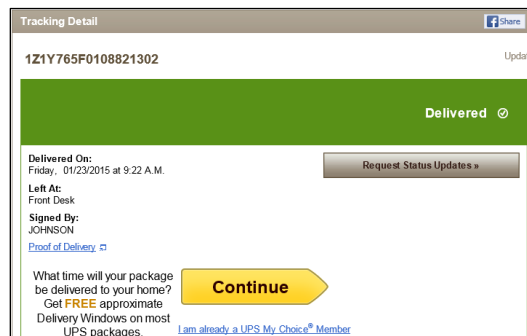 Tracking Detail
Share
1Z1Y765F0108821302
Updat
Delivered
Delivered On:
Friday, 01/23/2015 at 9:22 A.M.
Request Status Updates »
Left At:
Front Desk
Signed By:
JOHNSON
Proof of Delivery
What time will your package
be delivered to your home?
Get FREE approximate
Delivery Windows on most
UPS packages.
Continue
I am already a UPS My Choice® Member